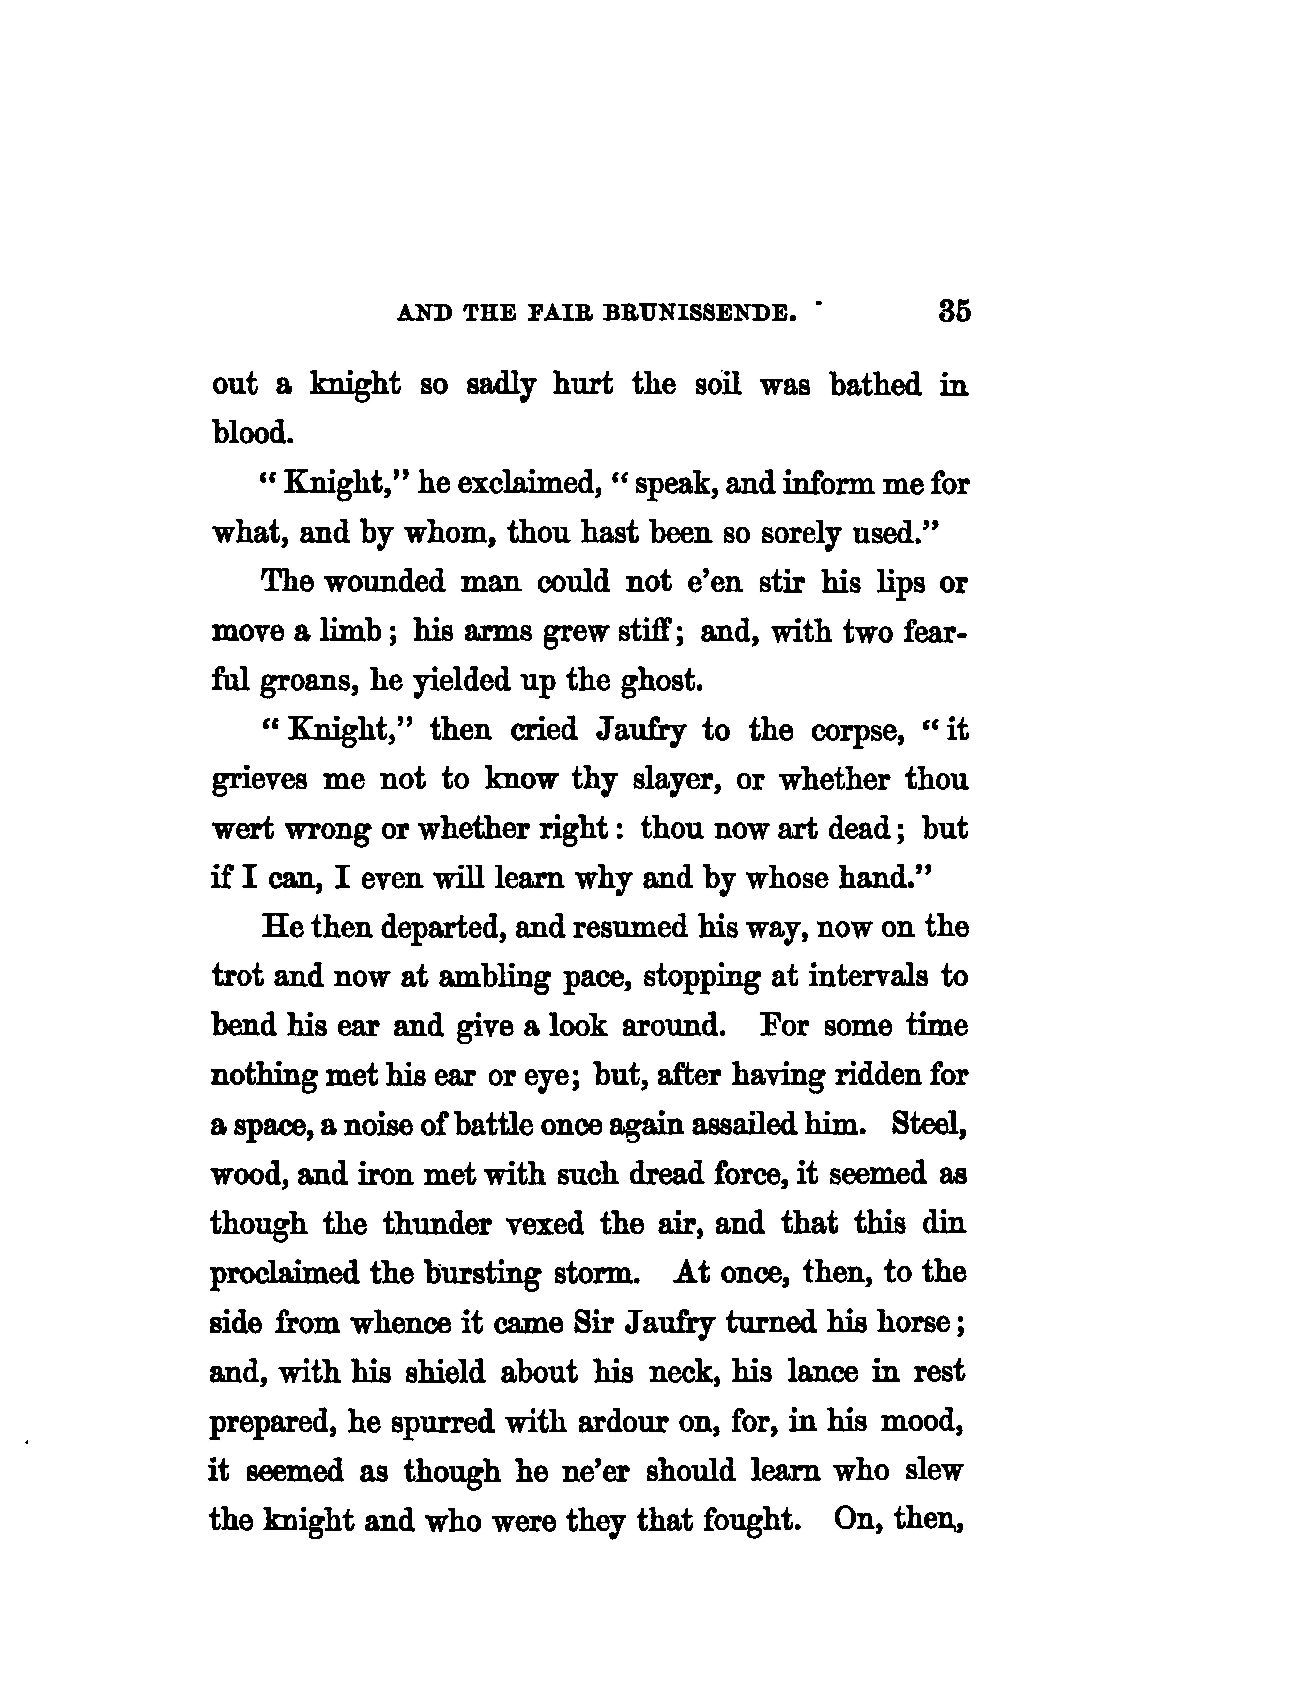 AND THE FAIR BRUNISSENDE. 35
out a knight so sadly hurt the soil was bathed in
blood.
“Knight,” he exclaimed, “speak, and inform me for
what, and by whom, thou hast been so sorely used.”
The wounded man could not e’en stir his lips or
move a limb; his arms grew stiff; and, with two fear-
ful groans, he yielded up the ghost.
“Knight,” then cried Jaufry to the corpse, “it
grieves me not to know thy slayer, or whether thou
wert wrong or whether right: thou now art dead; but
if I can, I even will learn why and by whose hand.”
He then departed, and resumed his way, now on the
trot and now at ambling pace, stopping at intervals to
bend his ear and give a look around. For some time
nothing met his ear or eye; but, after having ridden for
a space, a noise of battle once again assailed him. Steel,
wood, and iron met with such dread force, it seemed as
though the thunder vexed the air, and that this din
proclaimed the bursting storm. At once, then, to the
side from whence it came Sir Jaufry turned his horse;
and, with his shield about his neck, his lance in rest
prepared, he spurred with ardour on, for, in his mood,
it seemed as though he ne’er should learn who slew
the knight and who were they that fought. On, then,